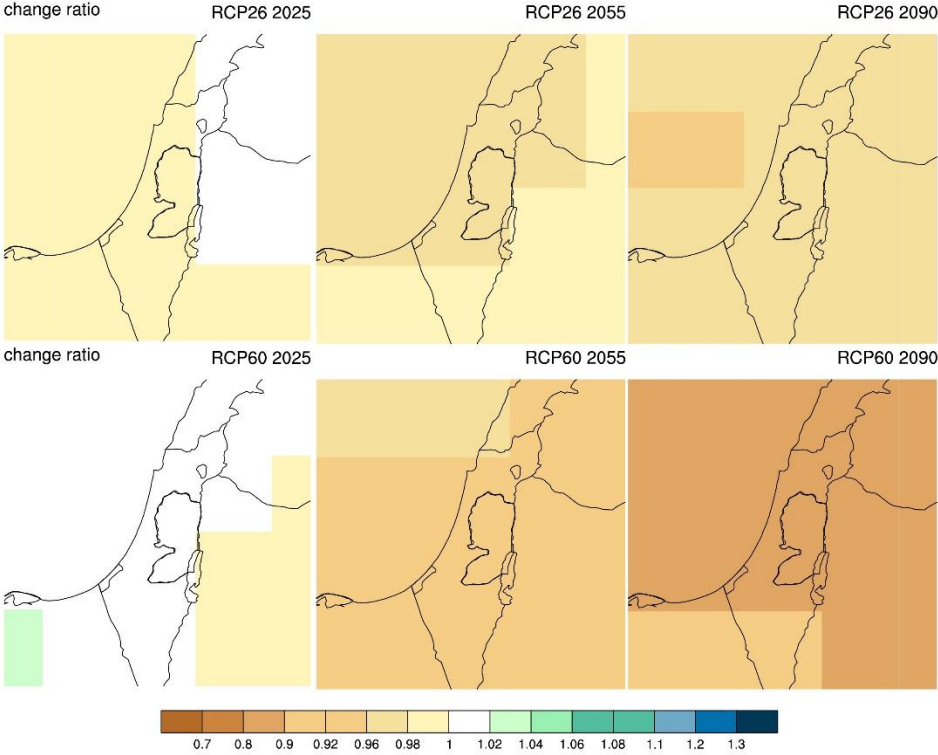 change ratio RCP26 2025 RCP26 2055 RCP26 2090
change ratio RCP60 2025 RCP60 2055 RCP60 2090
0.7 0.8 0.9 0.92 0.96 0.98 1 1.02 1.04 1.06 1.08 1.1 1.2 1.3